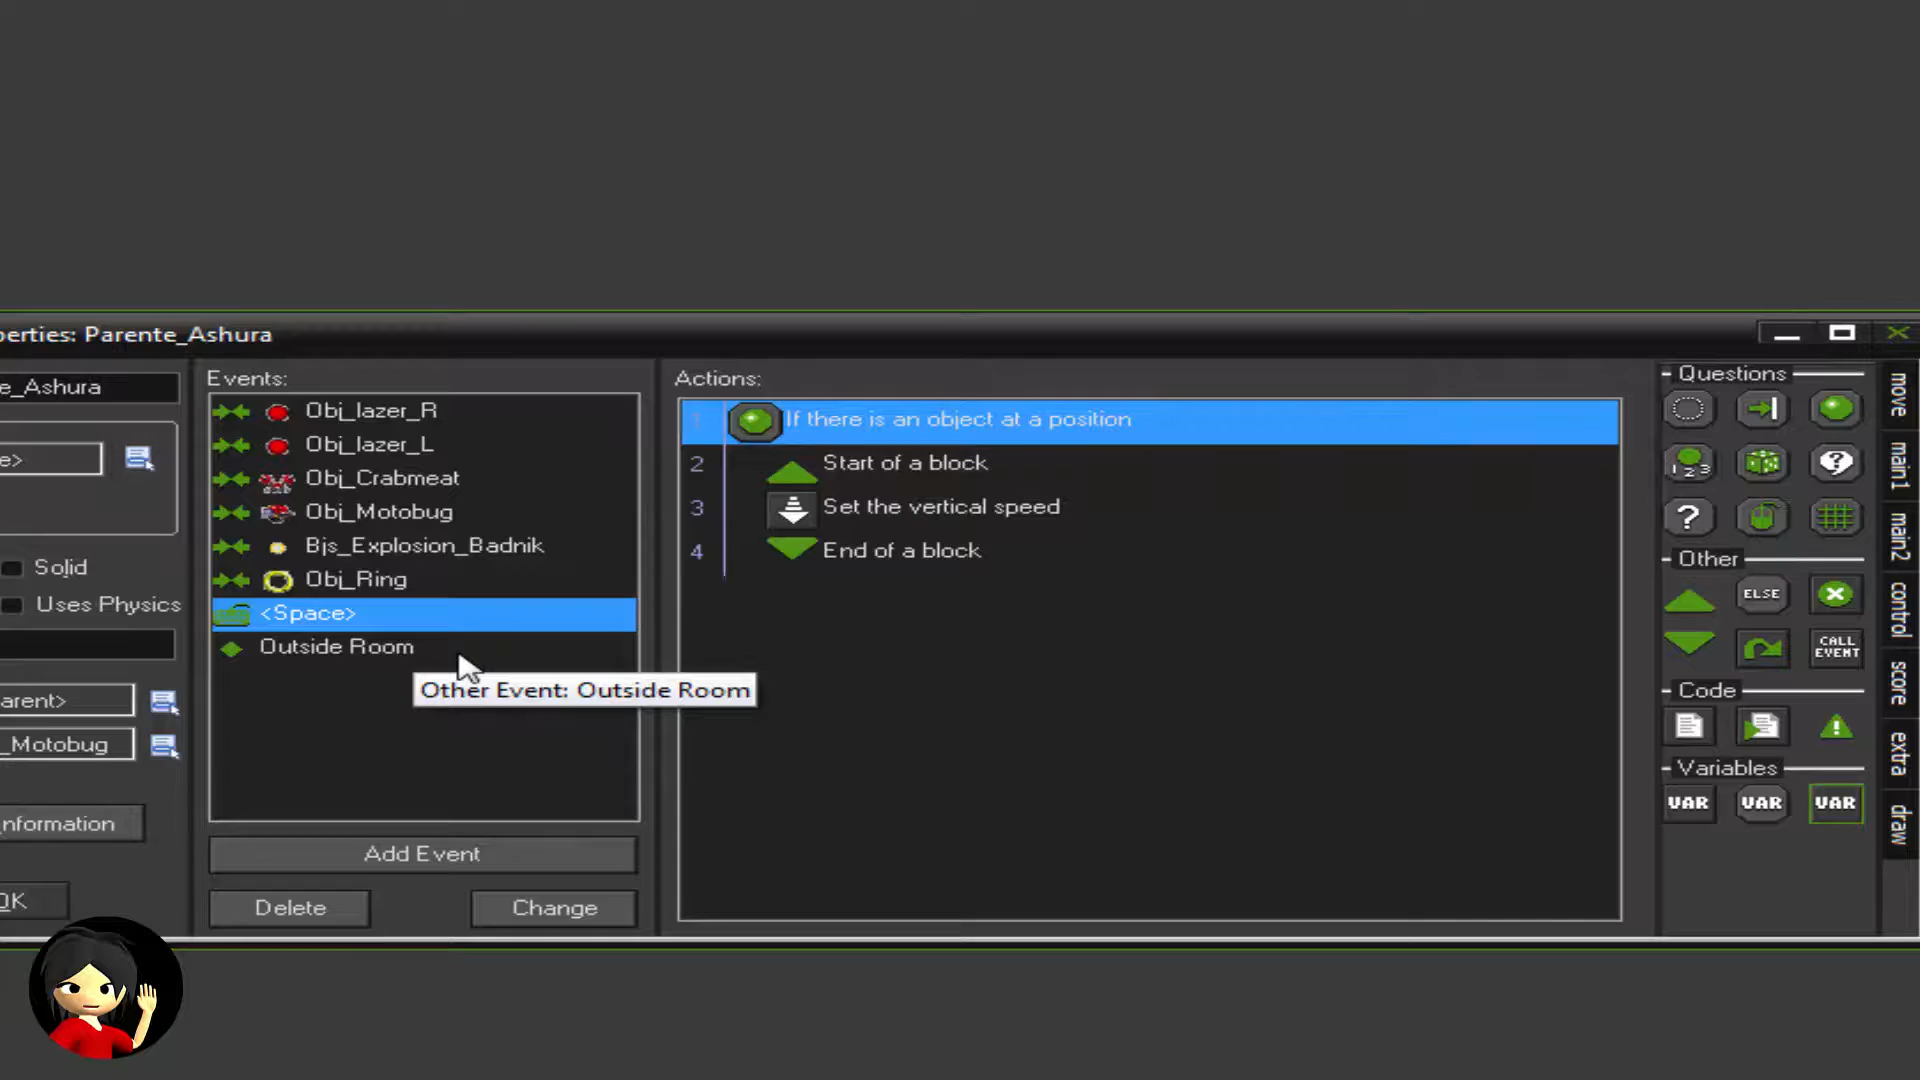 perties: Parente_Ashura
e_Ashura
e>
Solid
Uses Physics
arent>
_Motobug
nformation
OK
Events:
Obj_lazer_R
Obj_lazer_L
Obj_Crabmeat
Obj_Motobug
Bjs_Explosion_Badnik
Obj_Ring
<Space>
Outside Room
Other Event: Outside Room
Add Event
Delete
Change
Actions:
1 If there is an object at a position
2 Start of a block
3 Set the vertical speed
4 End of a block
Questions
1 2 3
?
?
Other
ELSE
CALL EVENT
Code
Variables
VAR VAR VAR
move
main1
main2
control
score
extra
draw